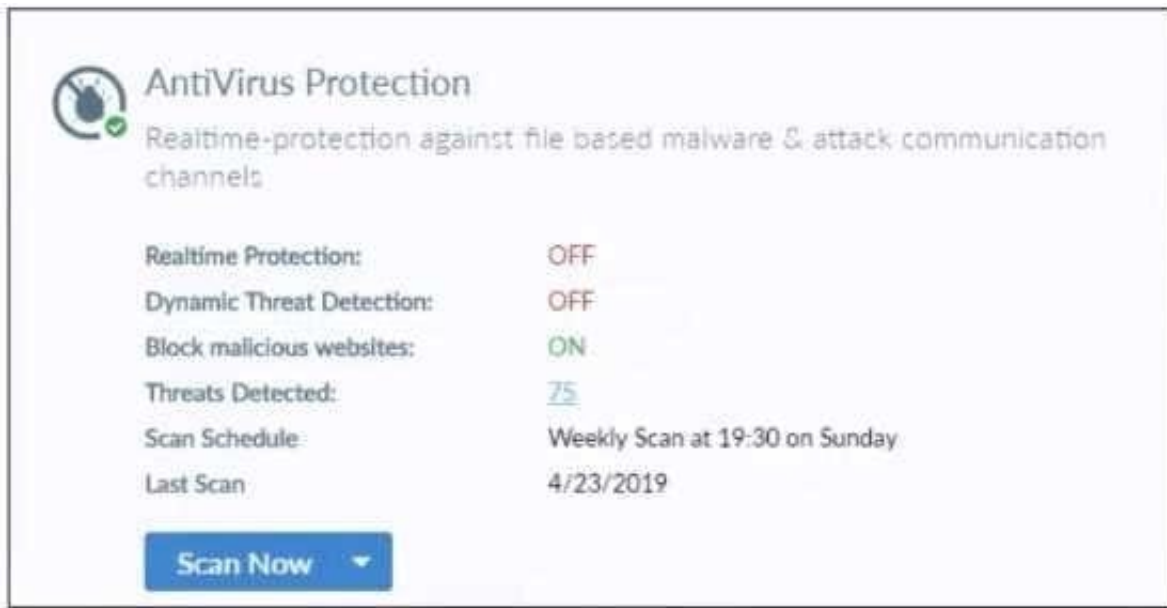 AntiVirus Protection
Realtime-protection against file based malware & attack communication
channels
Realtime Protection: OFF
Dynamic Threat Detection: OFF
Block malicious websites: ON
Threats Detected: 75
Scan Schedule Weekly Scan at 19:30 on Sunday
Last Scan 4/23/2019
Scan Now